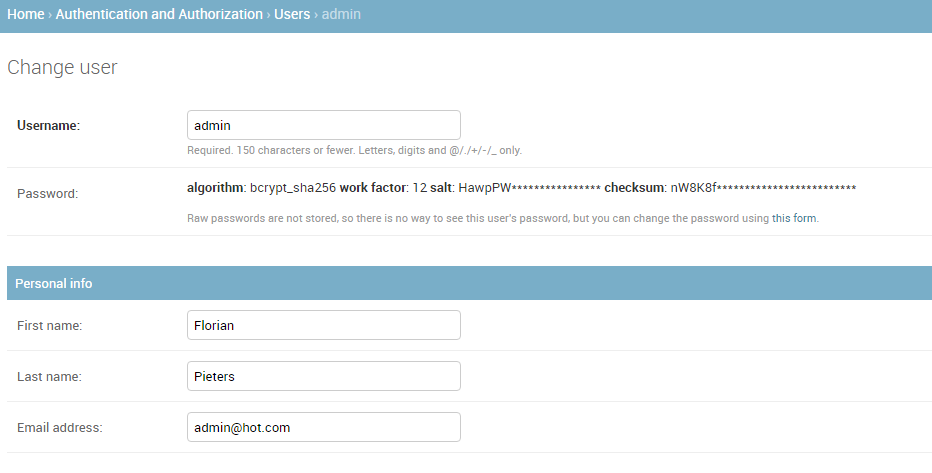 Home › Authentication and Authorization › Users › admin
Change user
Username: admin
Required. 150 characters or fewer. Letters, digits and @/./+/-/_ only.
Password: algorithm: bcrypt_sha256 work factor: 12 salt: HawpPW**************** checksum: nW8K8f*************************
Raw passwords are not stored, so there is no way to see this user's password, but you can change the password using this form.
Personal info
First name: Florian
Last name: Pieters
Email address: admin@hot.com